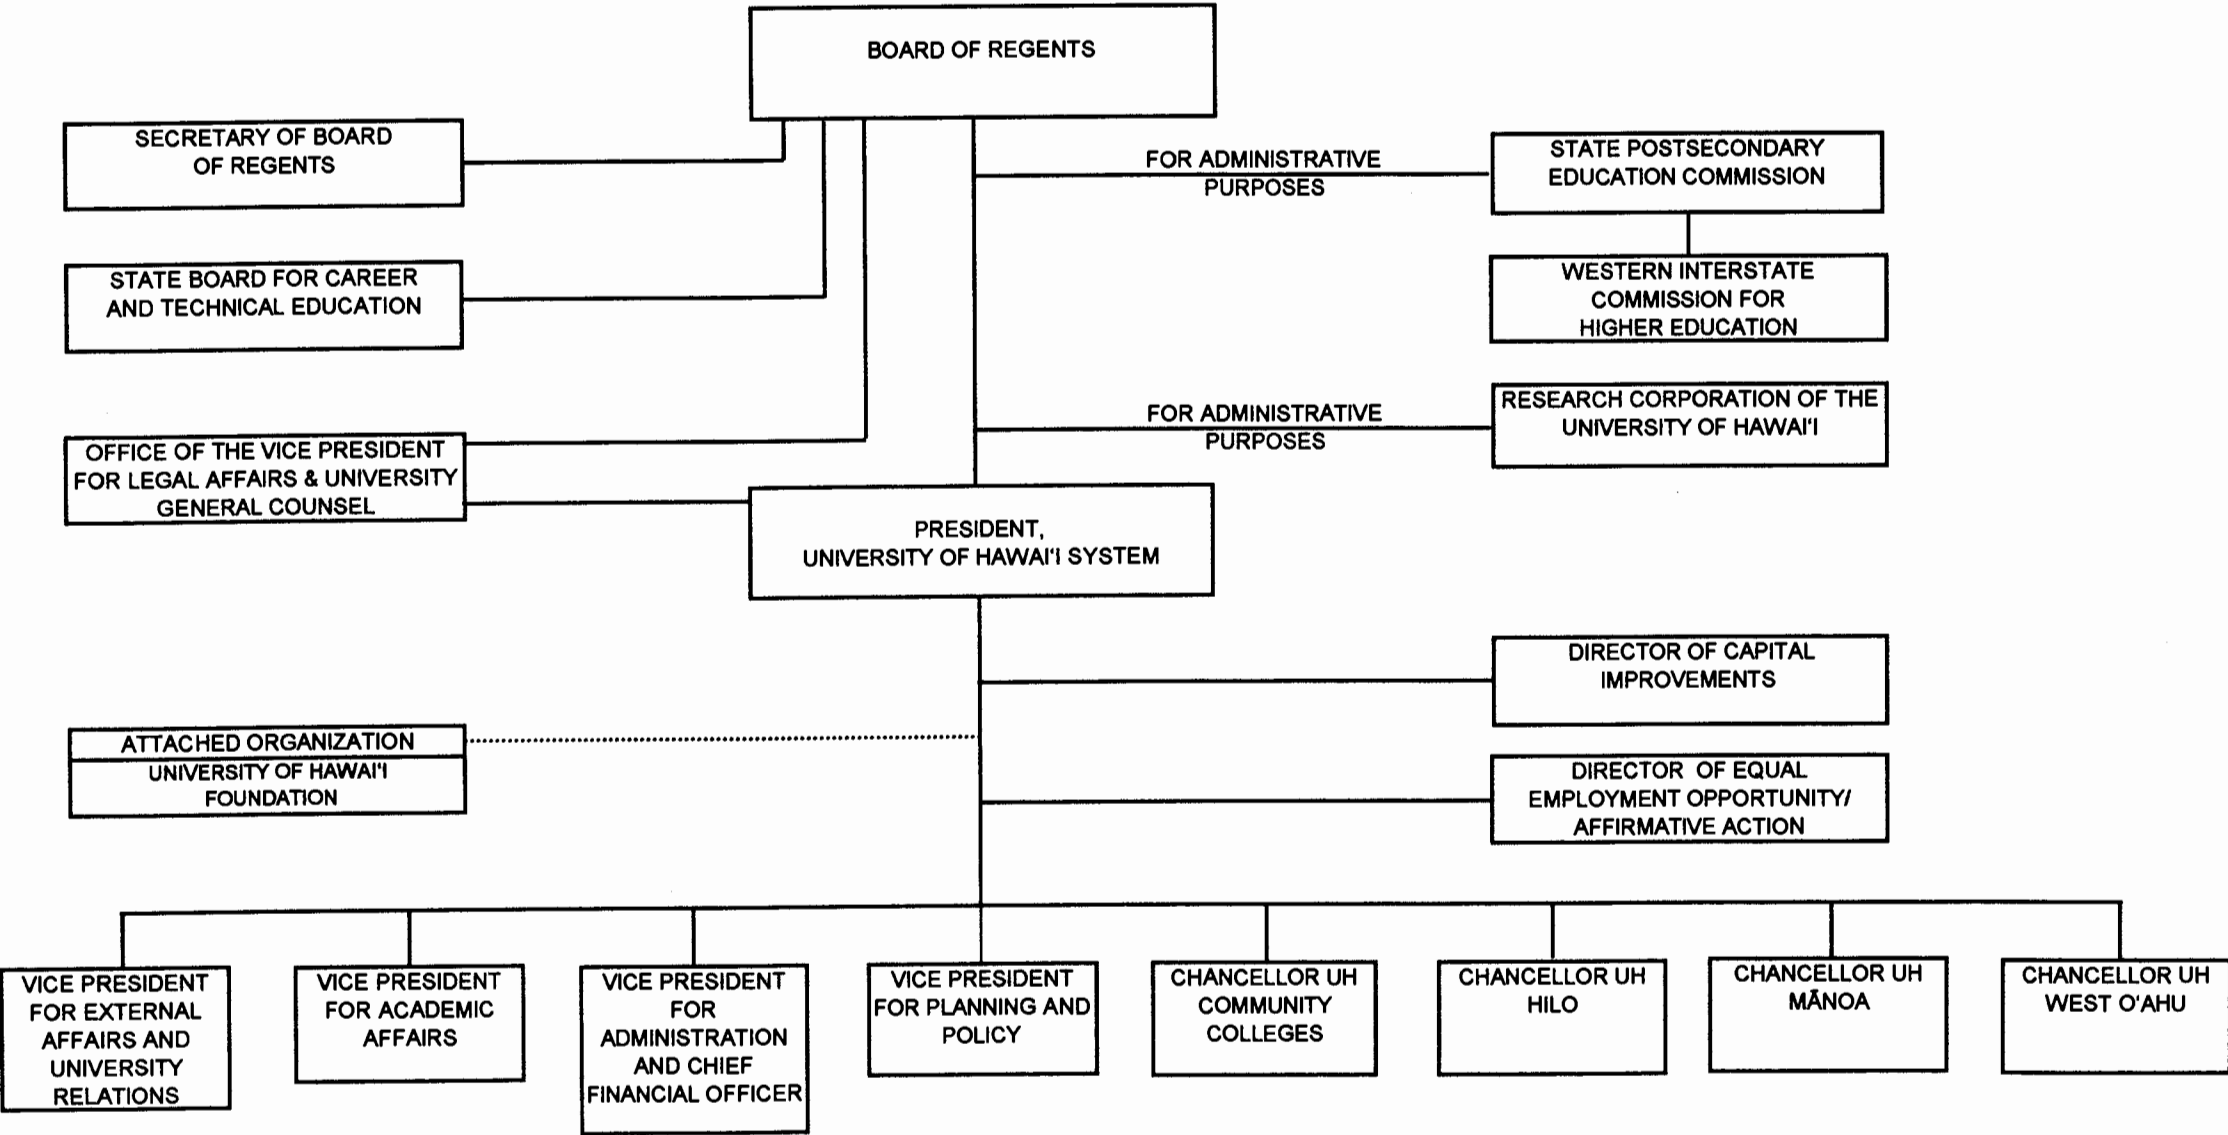 BOARD OF REGENTS
SECRETARY OF BOARD
OF REGENTS
FOR ADMINISTRATIVE
PURPOSES
STATE POSTSECONDARY
EDUCATION COMMISSION
STATE BOARD FOR CAREER
AND TECHNICAL EDUCATION
WESTERN INTERSTATE
COMMISSION FOR
HIGHER EDUCATION
OFFICE OF THE VICE PRESIDENT
FOR LEGAL AFFAIRS & UNIVERSITY
GENERAL COUNSEL
FOR ADMINISTRATIVE
PURPOSES
RESEARCH CORPORATION OF THE
UNIVERSITY OF HAWAI'I
PRESIDENT,
UNIVERSITY OF HAWAI'I SYSTEM
DIRECTOR OF CAPITAL
IMPROVEMENTS
ATTACHED ORGANIZATION
UNIVERSITY OF HAWAI'I
FOUNDATION
DIRECTOR OF EQUAL
EMPLOYMENT OPPORTUNITY/
AFFIRMATIVE ACTION
VICE PRESIDENT
FOR EXTERNAL
AFFAIRS AND
UNIVERSITY
RELATIONS
VICE PRESIDENT
FOR ACADEMIC
AFFAIRS
VICE PRESIDENT
FOR
ADMINISTRATION
AND CHIEF
FINANCIAL OFFICER
VICE PRESIDENT
FOR PLANNING AND
POLICY
CHANCELLOR UH
COMMUNITY
COLLEGES
CHANCELLOR UH
HILO
CHANCELLOR UH
MĀNOA
CHANCELLOR UH
WEST O'AHU